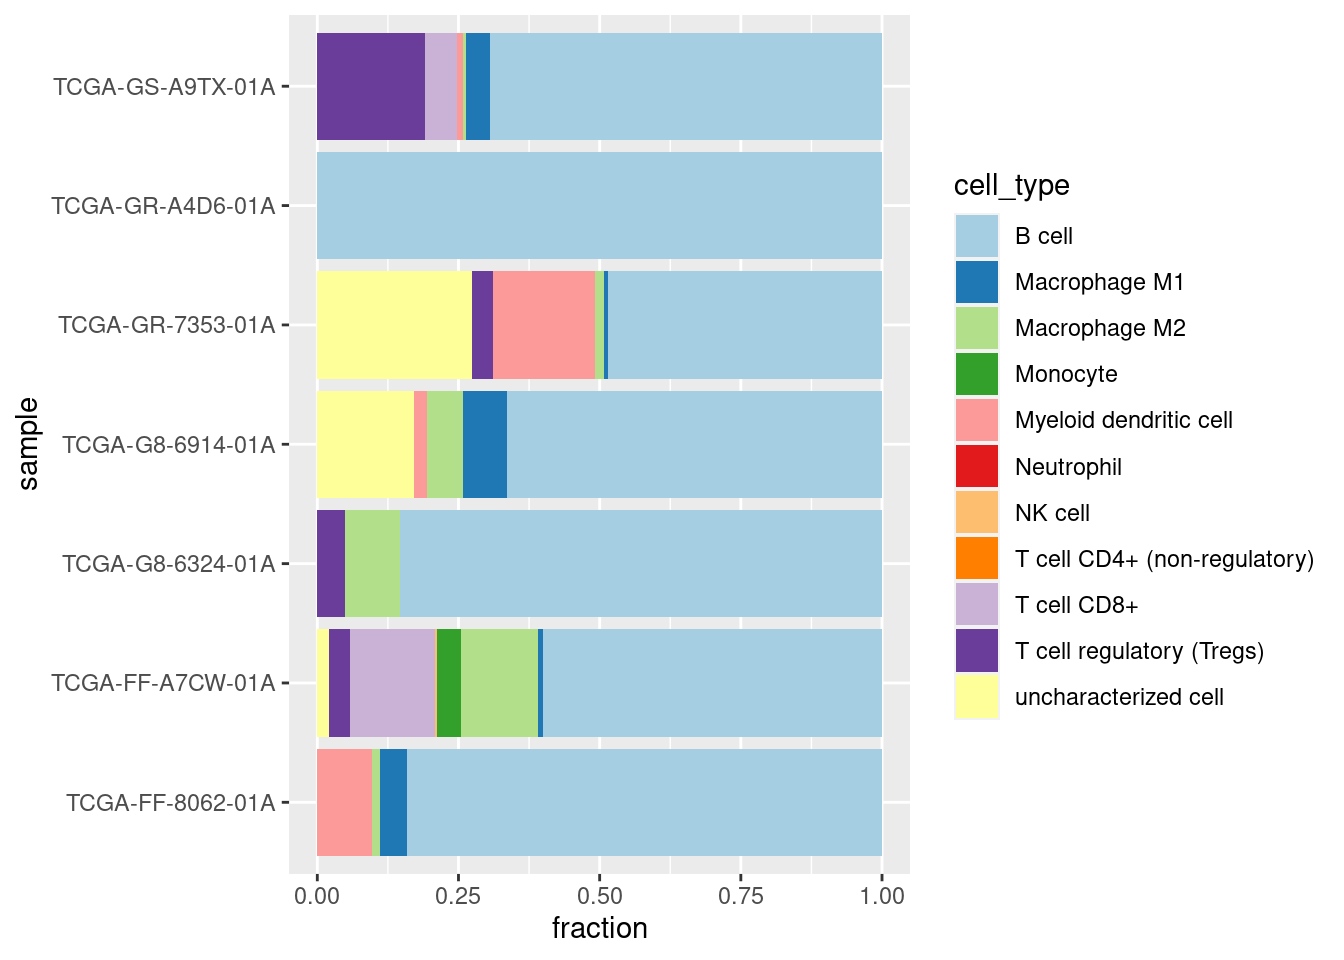 TCGA-GS-A9TX-01A
TCGA-GR-A4D6-01A
TCGA-GR-7353-01A
TCGA-G8-6914-01A
TCGA-G8-6324-01A
TCGA-FF-A7CW-01A
TCGA-FF-8062-01A
sample
0.00 0.25 0.50 0.75 1.00
fraction
cell_type
B cell
Macrophage M1
Macrophage M2
Monocyte
Myeloid dendritic cell
Neutrophil
NK cell
T cell CD4+ (non-regulatory)
T cell CD8+
T cell regulatory (Tregs)
uncharacterized cell